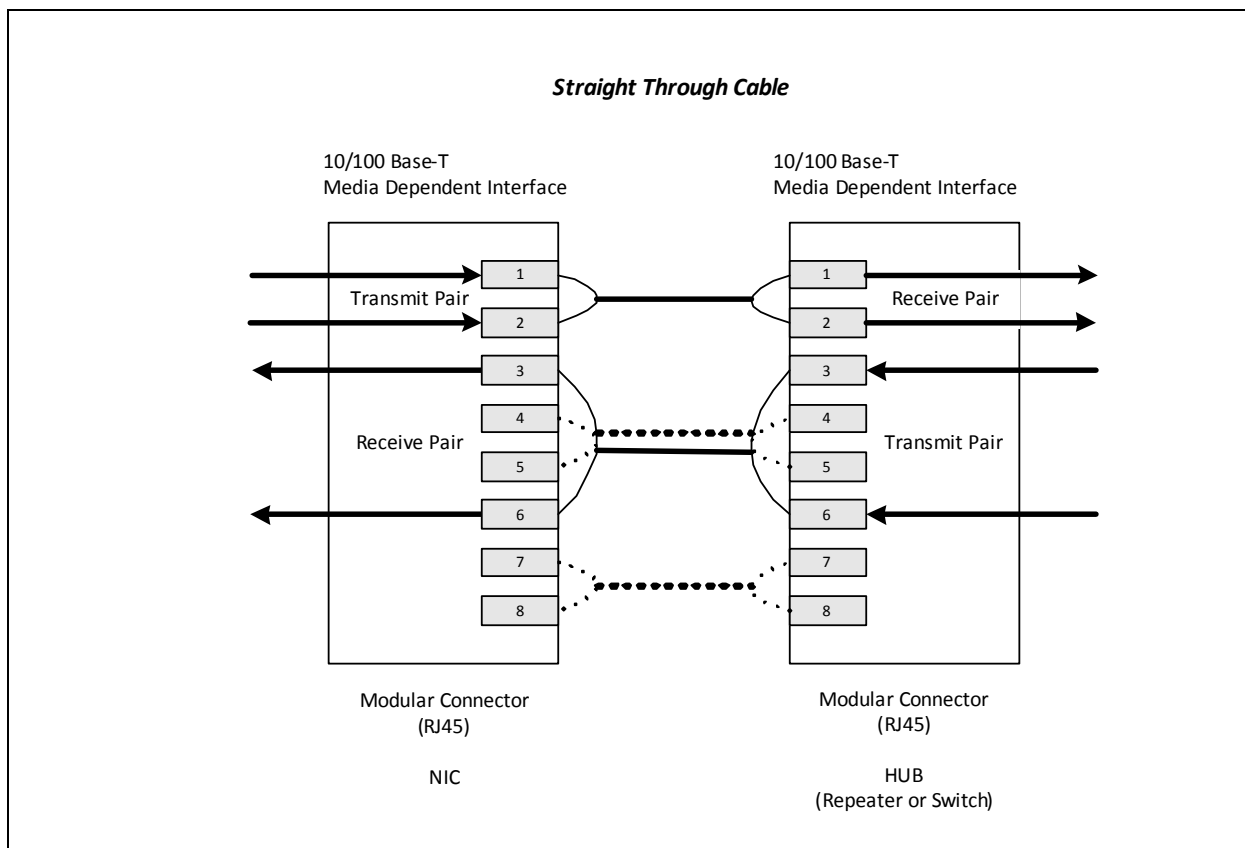 Straight Through Cable
10/100 Base-T
Media Dependent Interface
10/100 Base-T
Media Dependent Interface
1
Transmit Pair
2
3
4
Receive Pair
5
6
7
8
1
Receive Pair
2
3
4
Transmit Pair
5
6
7
8
Modular Connector
(RJ45)
NIC
Modular Connector
(RJ45)
HUB
(Repeater or Switch)